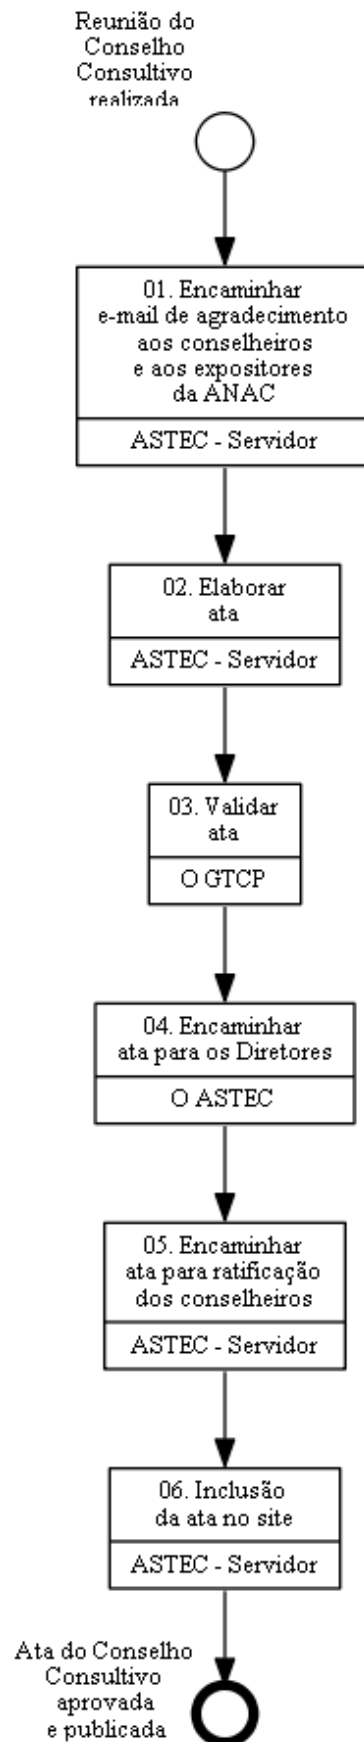 Reunião do
Conselho
Consultivo
realizada
01. Encaminhar
e-mail de agradecimento
aos conselheiros
e aos expositores
da ANAC
ASTEC - Servidor
02. Elaborar
ata
ASTEC - Servidor
03. Validar
ata
O GTCP
04. Encaminhar
ata para os Diretores
O ASTEC
05. Encaminhar
ata para ratificação
dos conselheiros
ASTEC - Servidor
06. Inclusão
da ata no site
ASTEC - Servidor
Ata do Conselho
Consultivo
aprovada
e publicada